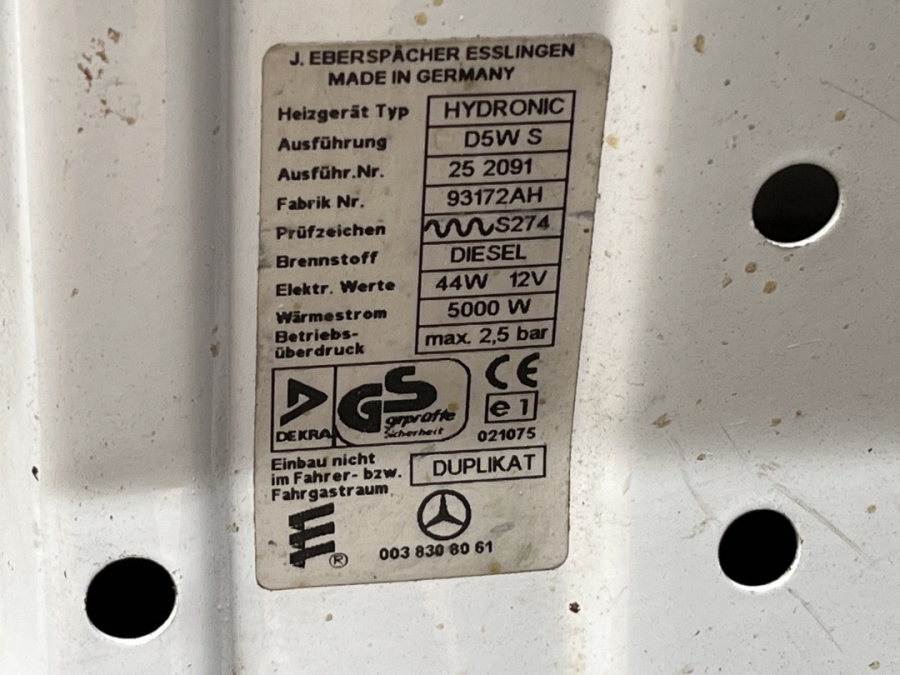 J. EBERSPÄCHER ESSLINGEN
MADE IN GERMANY
Heizgerät Typ HYDRONIC
Ausführung D5W S
Ausführ.Nr. 25 2091
Fabrik Nr. 93172AH
Prüfzeichen S274
Brennstoff DIESEL
Elektr. Werte 44W 12V
Wärmestrom 5000 W
Betriebs-
überdruck max. 2,5 bar
DEKRA
GS
geprüfte
Sicherheit
CE
e 1
021075
Einbau nicht
im Fahrer- bzw.
Fahrgastraum
DUPLIKAT
®
003 830 80 61